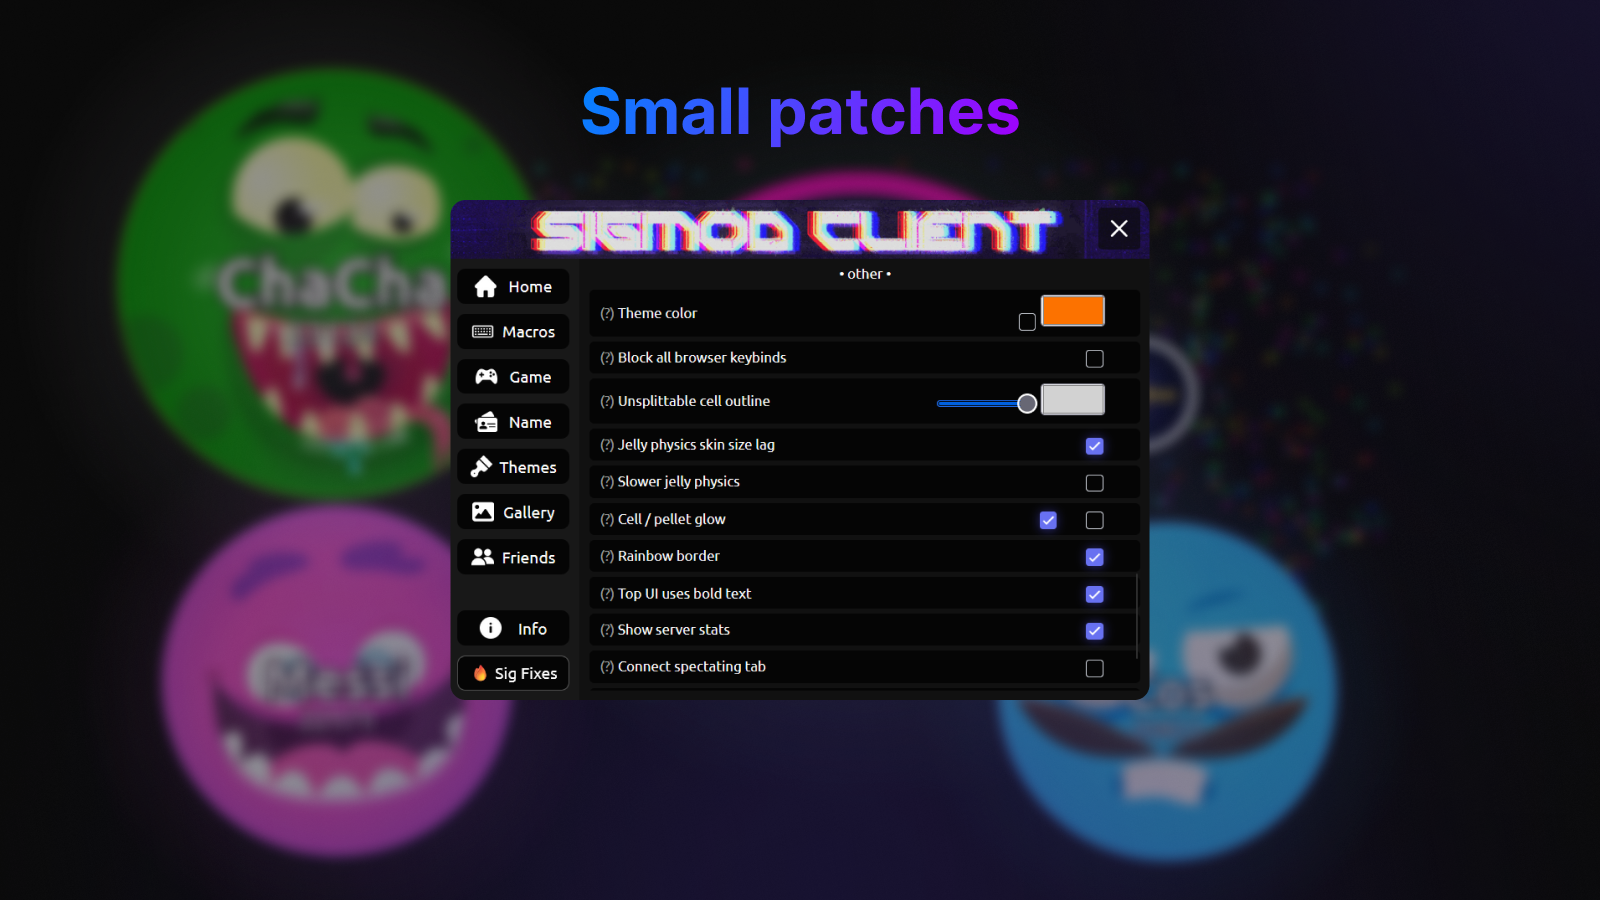 Small patches
SIGMOD CLIENT
• other •
Home
Macros
Game
Name
Themes
Gallery
Friends
Info
Sig Fixes
(?) Theme color
(?) Block all browser keybinds
(?) Unsplittable cell outline
(?) Jelly physics skin size lag
(?) Slower jelly physics
(?) Cell / pellet glow
(?) Rainbow border
(?) Top UI uses bold text
(?) Show server stats
(?) Connect spectating tab
ChaCha
Messi